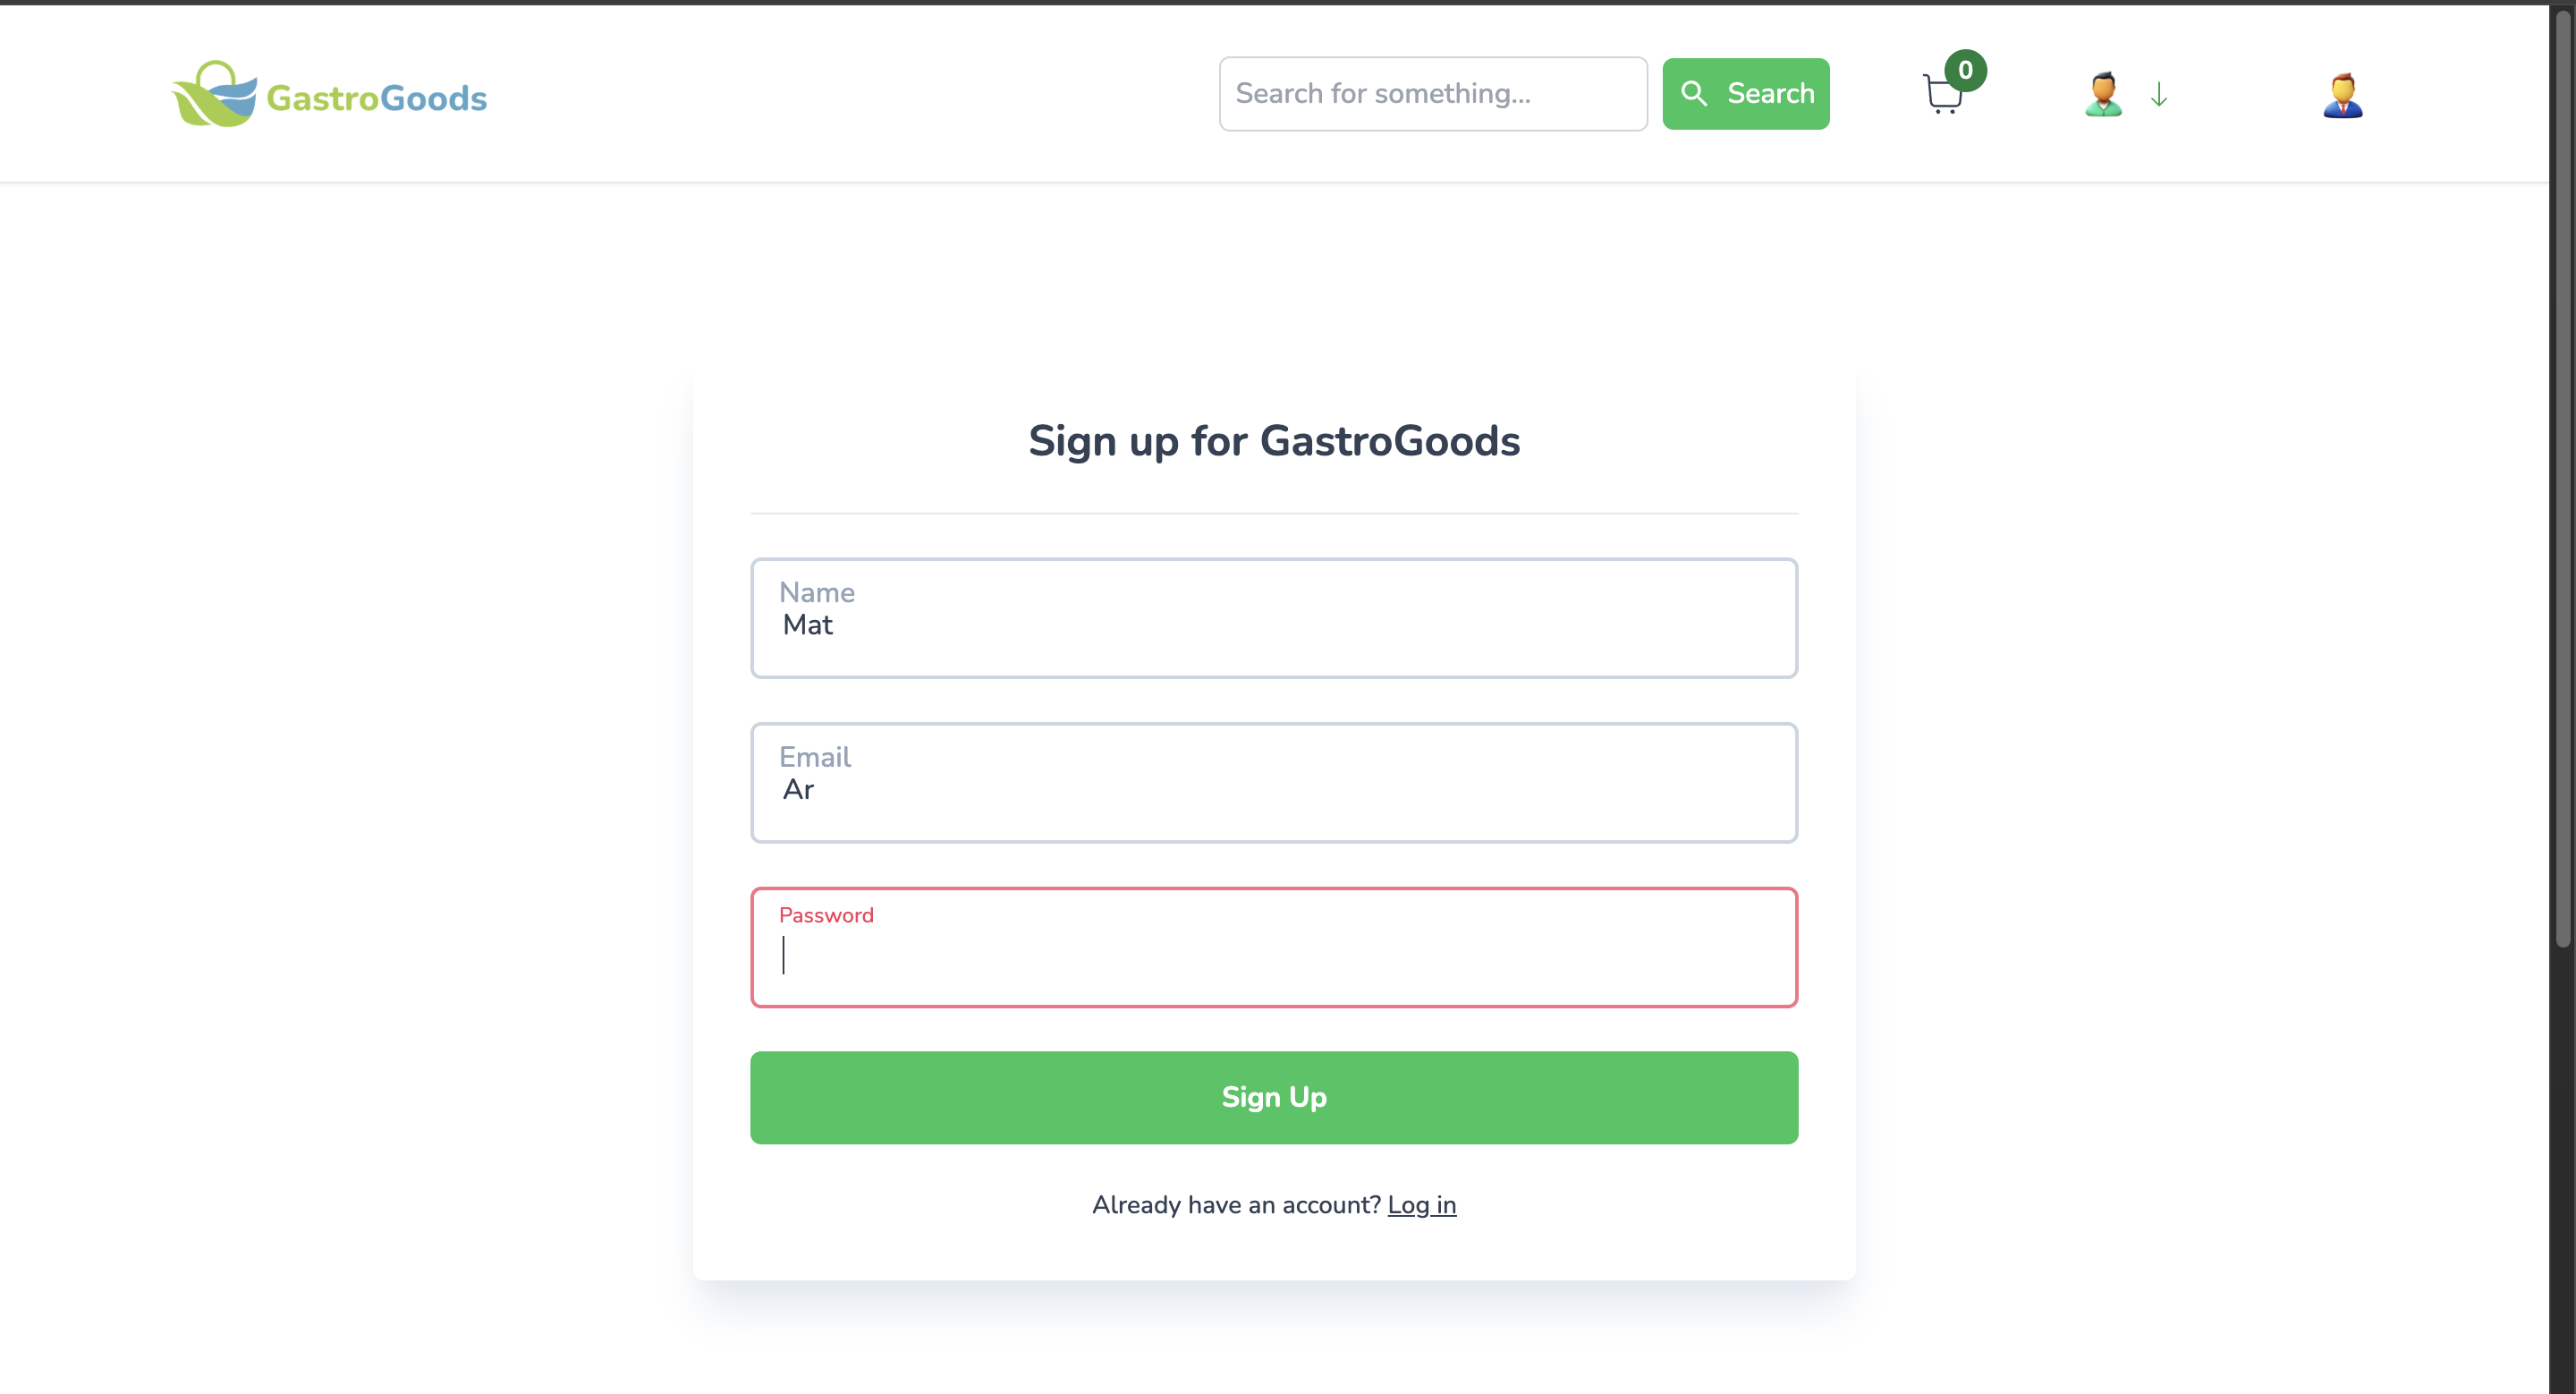 GastroGoods
Search for something...
Search
0
Sign up for GastroGoods
Name
Mat
Email
Ar
Password
Sign Up
Already have an account? Log in